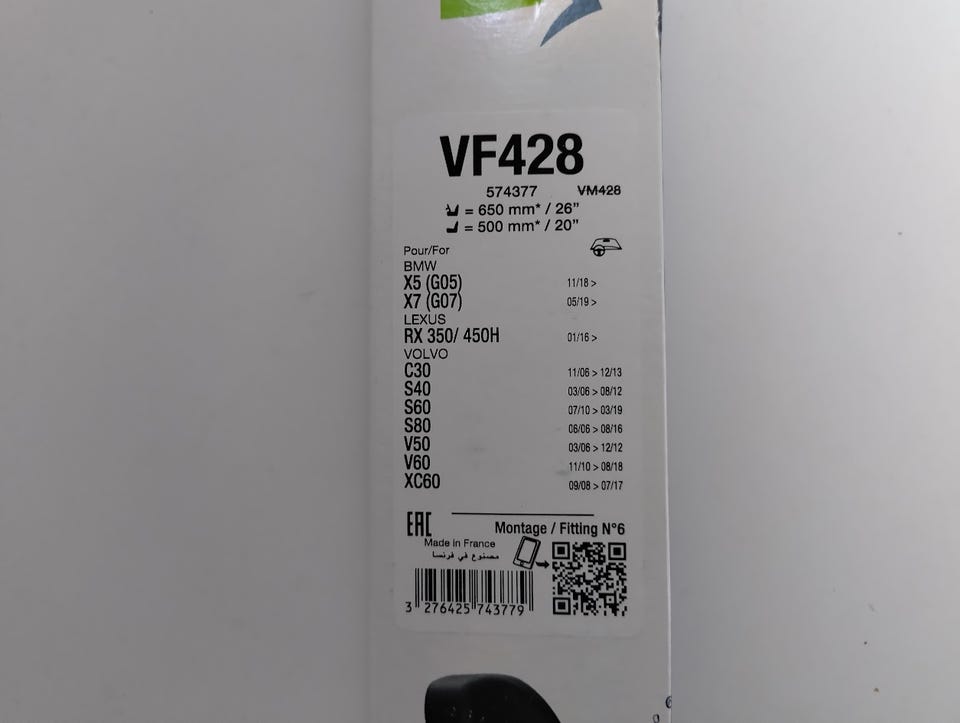 VF428
574377 VM428
= 650 mm* / 26”
= 500 mm* / 20”
Pour/For
BMW
X5 (G05) 11/18 >
X7 (G07) 05/19 >
LEXUS
RX 350/ 450H 01/16 >
VOLVO
C30 11/06 > 12/13
S40 03/06 > 08/12
S60 07/10 > 03/19
S80 06/06 > 08/16
V50 03/06 > 12/12
V60 11/10 > 08/18
XC60 09/08 > 07/17
EAC Montage / Fitting N°6
Made in France
مصنوع في فرنسا
3 276425 743779